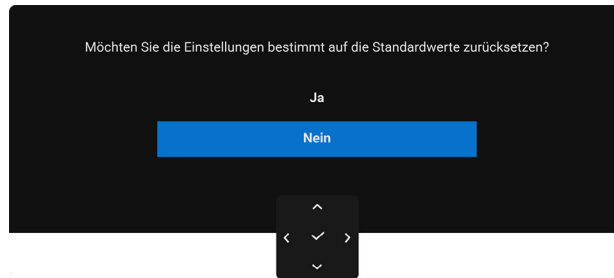 Möchten Sie die Einstellungen bestimmt auf die Standardwerte zurücksetzen?
Ja
Nein